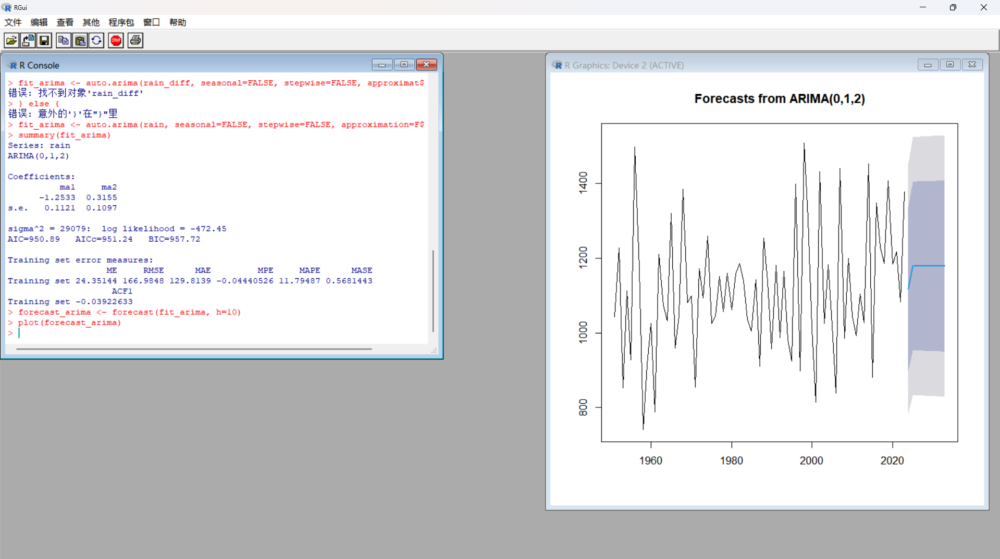 RGui
文件 编辑 查看 其他 程序包 窗口 帮助
STOP
R Console
> fit_arima <- auto.arima(rain_diff, seasonal=FALSE, stepwise=FALSE, approximat$
错误: 找不到对象'rain_diff'
> } else {
错误: 意外的'}'在"}"里
> fit_arima <- auto.arima(rain, seasonal=FALSE, stepwise=FALSE, approximation=F$
> summary(fit_arima)
Series: rain
ARIMA(0,1,2)
Coefficients:
ma1 ma2
-1.2533 0.3155
s.e. 0.1121 0.1097
sigma^2 = 29079: log likelihood = -472.45
AIC=950.89 AICc=951.24 BIC=957.72
Training set error measures:
ME RMSE MAE MPE MAPE MASE
Training set 24.35144 166.9848 129.8139 -0.04440526 11.79487 0.5681443
ACF1
Training set -0.03922633
> forecast_arima <- forecast(fit_arima, h=10)
> plot(forecast_arima)
>
R Graphics: Device 2 (ACTIVE)
Forecasts from ARIMA(0,1,2)
1400
1200
1000
800
1960 1980 2000 2020